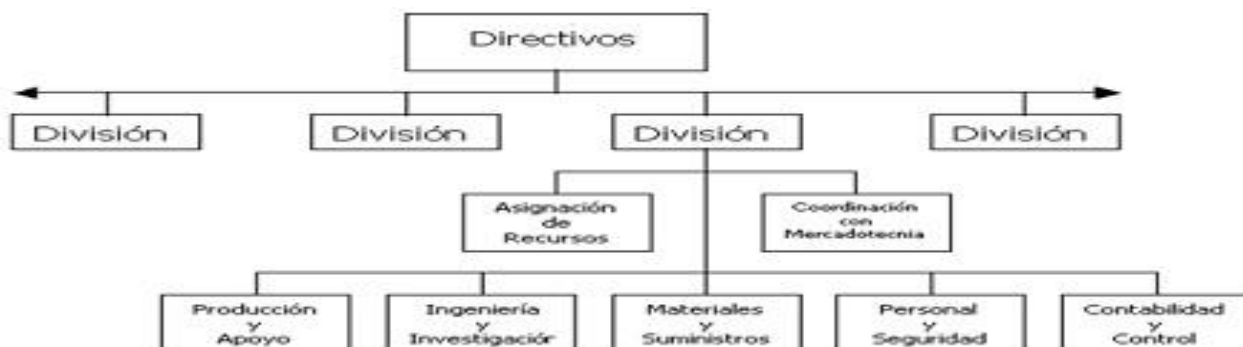 Directivos
División
División
División
División
Asignación
de
Recursos
Coordinación
con
Mercadotecnia
Producción
y
Apoyo
Ingeniería
y
Investigación
Materiales
y
Suministros
Personal
y
Seguridad
Contabilidad
y
Control